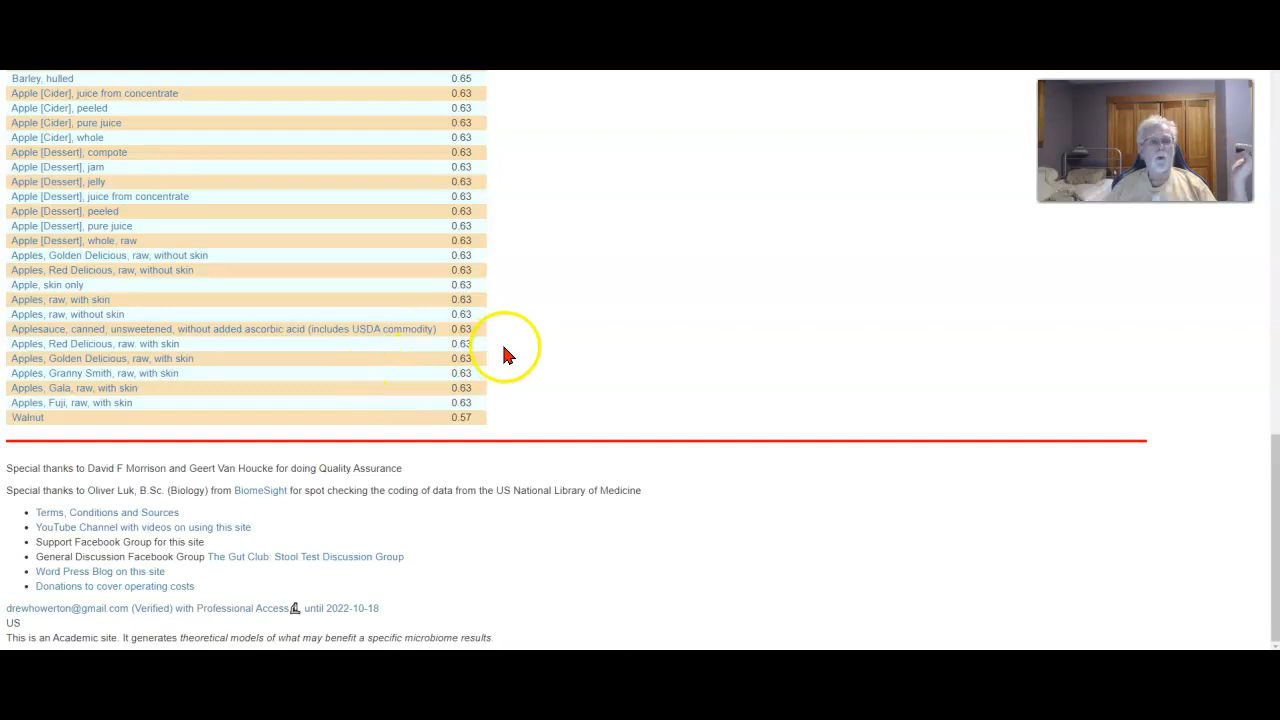 Barley, hulled 0.65
Apple [Cider], juice from concentrate 0.63
Apple [Cider], peeled 0.63
Apple [Cider], pure juice 0.63
Apple [Cider], whole 0.63
Apple [Dessert], compote 0.63
Apple [Dessert], jam 0.63
Apple [Dessert], jelly 0.63
Apple [Dessert], juice from concentrate 0.63
Apple [Dessert], peeled 0.63
Apple [Dessert], pure juice 0.63
Apple [Dessert], whole, raw 0.63
Apples, Golden Delicious, raw, without skin 0.63
Apples, Red Delicious, raw, without skin 0.63
Apple, skin only 0.63
Apples, raw, with skin 0.63
Apples, raw, without skin 0.63
Applesauce, canned, unsweetened, without added ascorbic acid (includes USDA commodity) 0.63
Apples, Red Delicious, raw. with skin 0.63
Apples, Golden Delicious, raw, with skin 0.63
Apples, Granny Smith, raw, with skin 0.63
Apples, Gala, raw, with skin 0.63
Apples, Fuji, raw, with skin 0.63
Walnut 0.57
Special thanks to David F Morrison and Geert Van Houcke for doing Quality Assurance
Special thanks to Oliver Luk, B.Sc. (Biology) from BiomeSight for spot checking the coding of data from the US National Library of Medicine
• Terms, Conditions and Sources
• YouTube Channel with videos on using this site
• Support Facebook Group for this site
• General Discussion Facebook Group The Gut Club: Stool Test Discussion Group
• Word Press Blog on this site
• Donations to cover operating costs
drewhowerton@gmail.com (Verified) with Professional Access until 2022-10-18
US
This is an Academic site. It generates theoretical models of what may benefit a specific microbiome results.